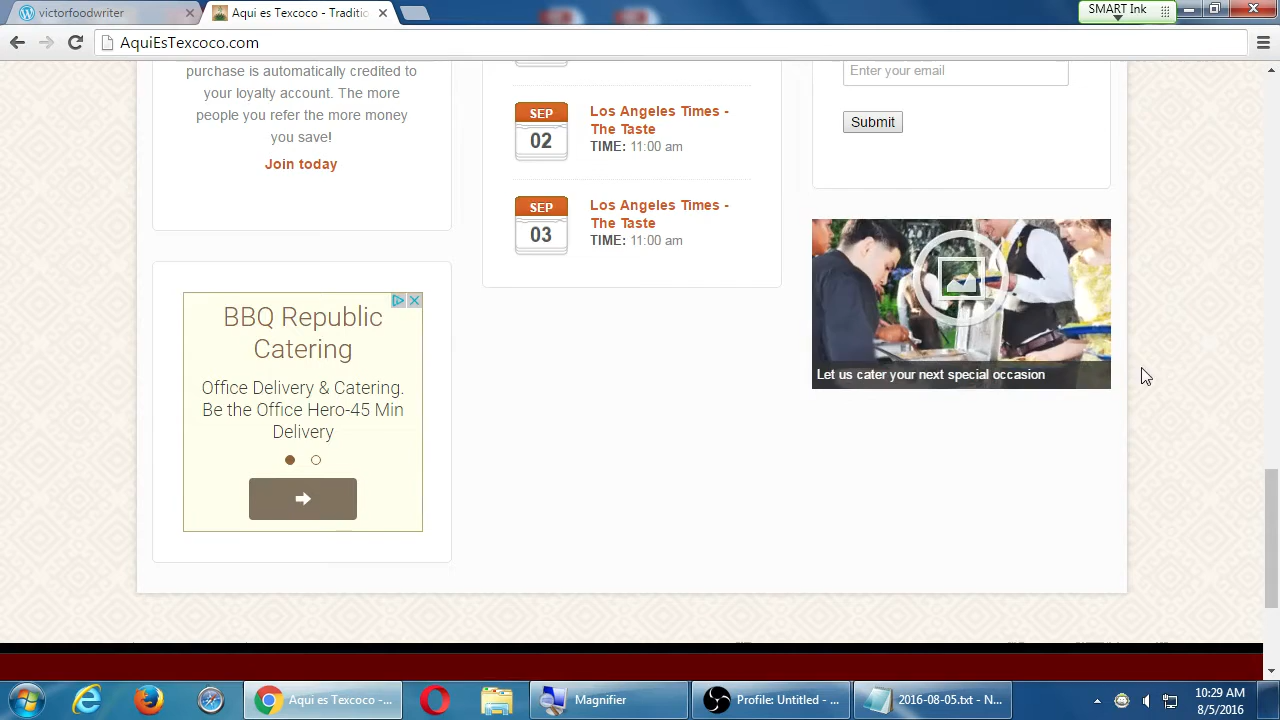 victorfoodwriter
Aqui es Texcoco - Traditio
SMART Ink
AquiEsTexcoco.com
purchase is automatically credited to
your loyalty account. The more
people you refer the more money
you save!
Join today
SEP
02
Los Angeles Times -
The Taste
TIME: 11:00 am
SEP
03
Los Angeles Times -
The Taste
TIME: 11:00 am
Enter your email
Submit
Let us cater your next special occasion
BBQ Republic
Catering
Office Delivery & Catering.
Be the Office Hero-45 Min
Delivery
Aqui es Texcoco -...
Magnifier
Profile: Untitled - ...
2016-08-05.txt - N...
10:29 AM
8/5/2016